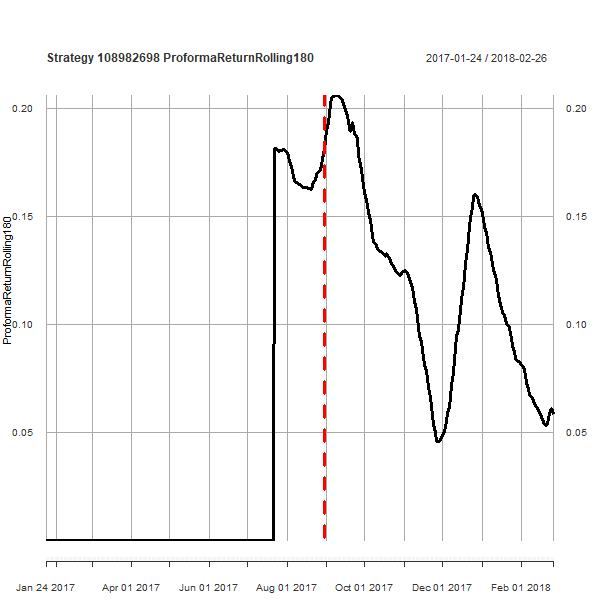 Strategy 108982698 ProformaReturnRolling180
2017-01-24 / 2018-02-26
0.20
0.20
0.15
0.15
ProformaReturnRolling180
0.10
0.10
0.05
0.05
Jan 24 2017
Apr 01 2017
Jun 01 2017
Aug 01 2017
Oct 01 2017
Dec 01 2017
Feb 01 2018